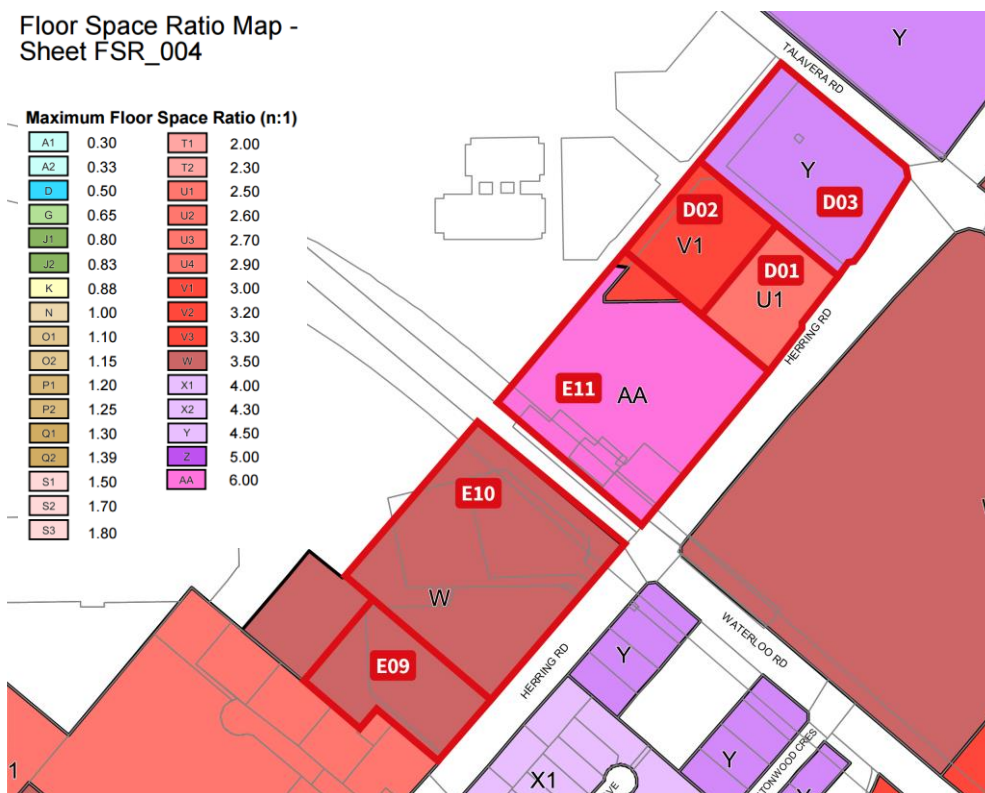 Floor Space Ratio Map -
Sheet FSR_004
Maximum Floor Space Ratio (n:1)
A1 0.30
A2 0.33
D 0.50
G 0.65
J1 0.80
J2 0.83
K 0.88
N 1.00
O1 1.10
O2 1.15
P1 1.20
P2 1.25
Q1 1.30
Q2 1.39
S1 1.50
S2 1.70
S3 1.80
T1 2.00
T2 2.30
U1 2.50
U2 2.60
U3 2.70
U4 2.90
V1 3.00
V2 3.20
V3 3.30
W 3.50
X1 4.00
X2 4.30
Y 4.50
Z 5.00
AA 6.00
Y
TALAVERA RD
Y
D03
D02
V1
D01
U1
HERRING RD
E11
AA
E10
W
E09
HERRING RD
WATERLOO RD
Y
Y
TONWOOD CRES
X1
VE
1